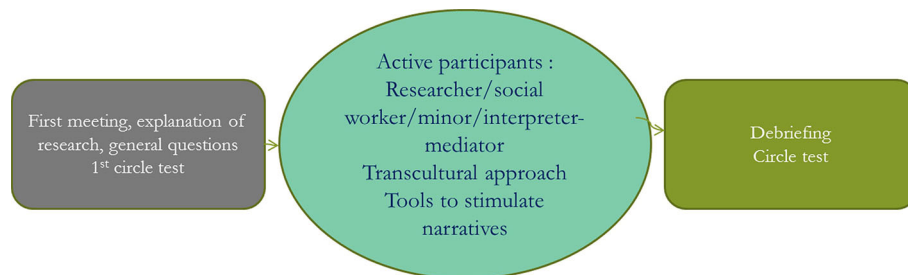 First meeting, explanation of
research, general questions
1st circle test
Active participants :
Researcher/social
worker/minor/interpreter-
mediator
Transcultural approach
Tools to stimulate
narratives
Debriefing
Circle test